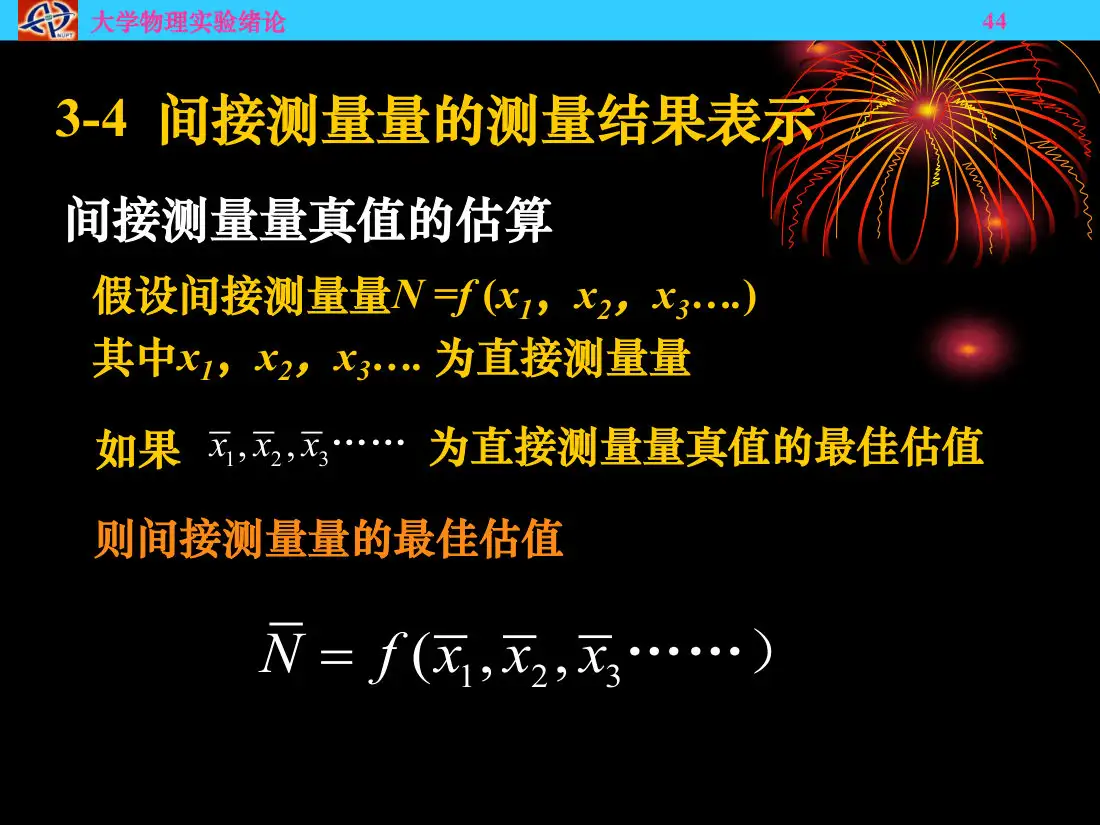 NUPT
大学物理实验绪论
44
3-4 间接测量量的测量结果表示
间接测量量真值的估算
假设间接测量量N =f (x₁，x₂，x₃….)
其中x₁，x₂，x₃…. 为直接测量量
如果 x̅₁,x̅₂,x̅₃…… 为直接测量量真值的最佳估值
则间接测量量的最佳估值
N̅ = f (x̅₁,x̅₂,x̅₃……）